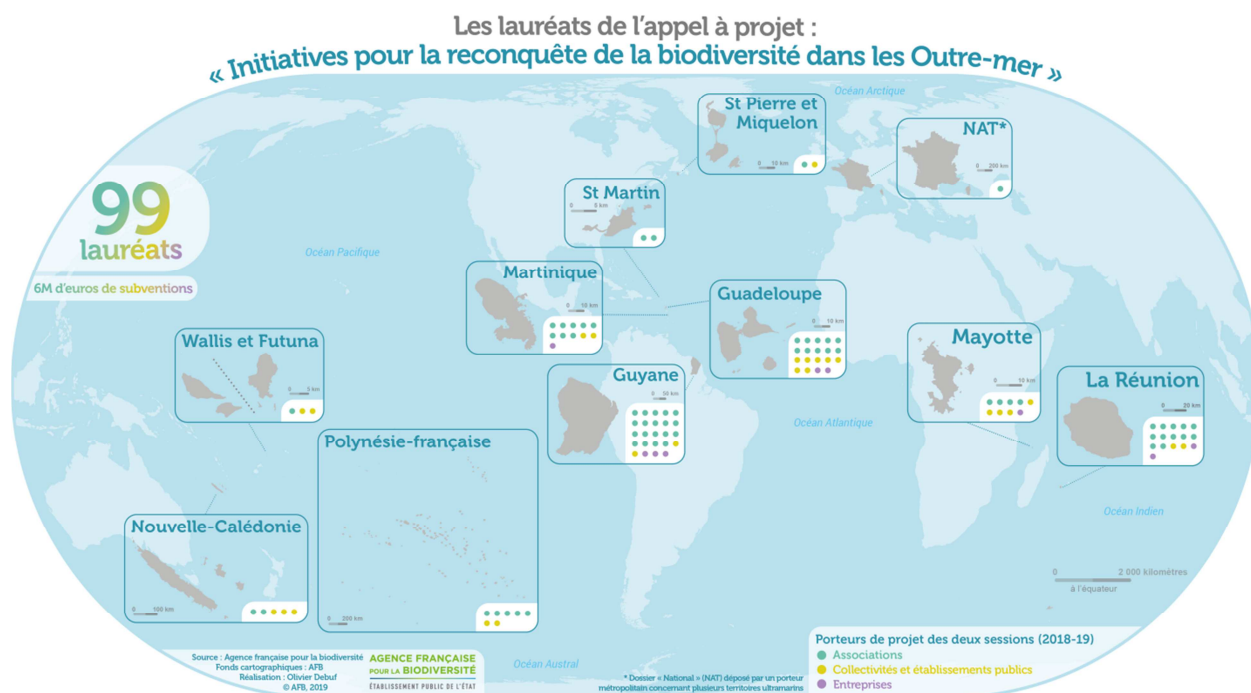 Les lauréats de l'appel à projet :
« Initiatives pour la reconquête de la biodiversité dans les Outre-mer »
Océan Arctique
St Pierre et
Miquelon
0 10 km
NAT*
0 200 km
99
lauréats
6M d'euros de subventions
St Martin
0 5 km
Océan Pacifique
Martinique
0 10 km
Guadeloupe
0 10 km
Wallis et Futuna
0 5 km
Guyane
0 50 km
Mayotte
0 10 km
La Réunion
0 20 km
Océan Atlantique
Polynésie-française
0 200 km
Nouvelle-Calédonie
0 100 km
Océan Indien
0 2 000 kilomètres
à l'équateur
Océan Austral
Source : Agence française pour la biodiversité
Fonds cartographiques : AFB
Réalisation : Olivier Debuf
© AFB, 2019
AGENCE FRANÇAISE
POUR LA BIODIVERSITÉ
ÉTABLISSEMENT PUBLIC DE L'ÉTAT
* Dossier « National » (NAT) déposé par un porteur
métropolitain concernant plusieurs territoires ultramarins
Porteurs de projet des deux sessions (2018-19)
Associations
Collectivités et établissements publics
Entreprises